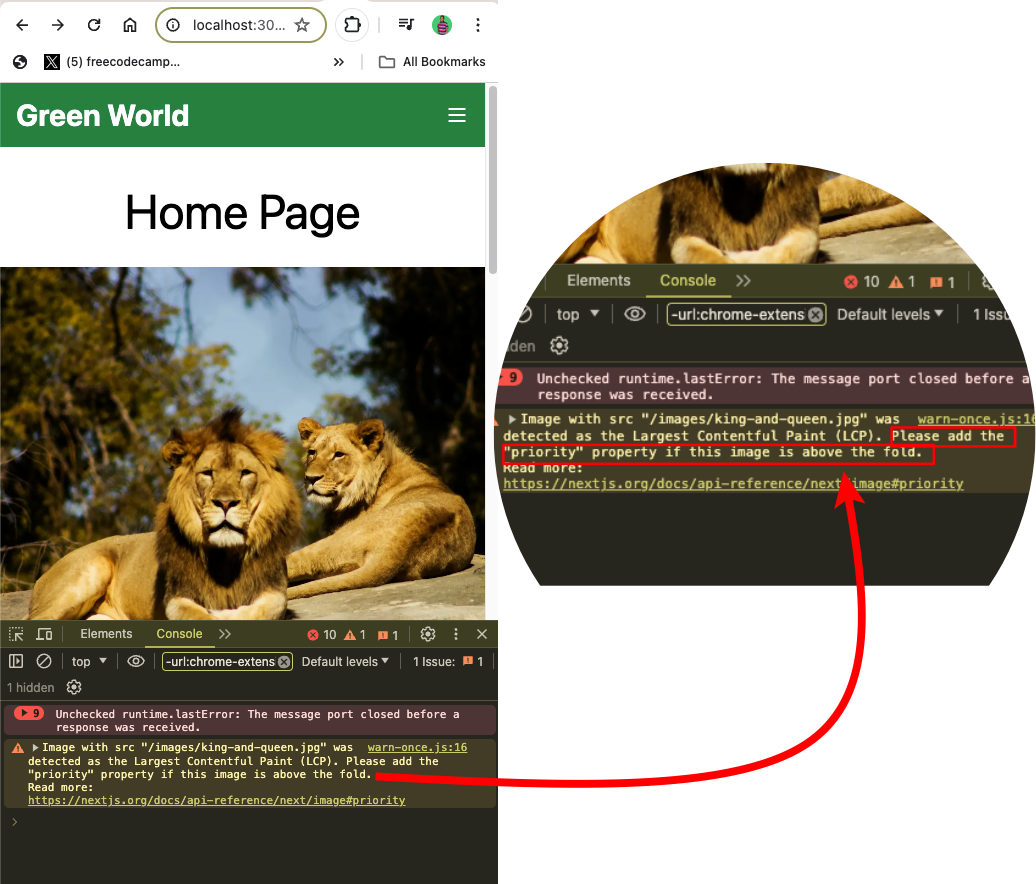 localhost:30...
(5) freecodecamp...
»
All Bookmarks
Green World
Home Page
Elements Console » 10 1 1
top -url:chrome-extens Default levels 1 Issue: 1
1 hidden
9 Unchecked runtime.lastError: The message port closed before a
response was received.
Image with src "/images/king-and-queen.jpg" was warn-once.js:16
detected as the Largest Contentful Paint (LCP). Please add the
"priority" property if this image is above the fold.
Read more:
https://nextjs.org/docs/api-reference/next/image#priority
Elements Console » 10 1 1
top -url:chrome-extens Default levels 1 Issu
dden
9 Unchecked runtime.lastError: The message port closed before a
response was received.
Image with src "/images/king-and-queen.jpg" was warn-once.js:16
detected as the Largest Contentful Paint (LCP). Please add the
"priority" property if this image is above the fold.
Read more:
https://nextjs.org/docs/api-reference/next/image#priority